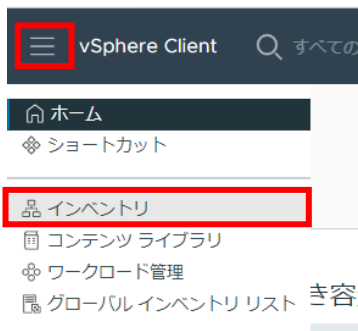 vSphere Client すべての
ホーム
ショートカット
インベントリ
コンテンツ ライブラリ
ワークロード管理
グローバル インベントリ リスト き容